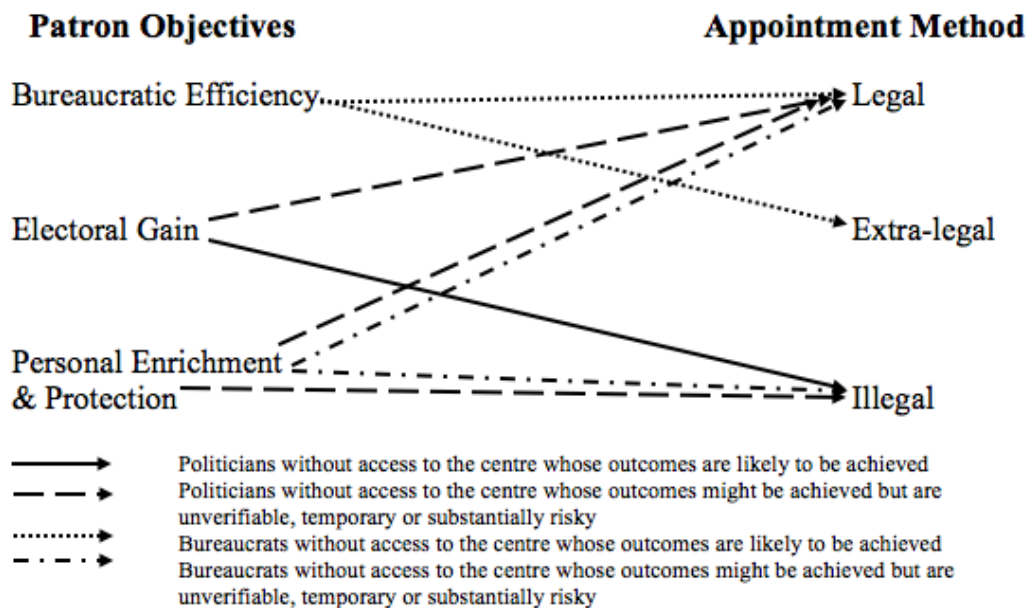 Patron Objectives
Appointment Method
Bureaucratic Efficiency
Legal
Electoral Gain
Extra-legal
Personal Enrichment
& Protection
Illegal
Politicians without access to the centre whose outcomes are likely to be achieved
Politicians without access to the centre whose outcomes might be achieved but are
unverifiable, temporary or substantially risky
Bureaucrats without access to the centre whose outcomes are likely to be achieved
Bureaucrats without access to the centre whose outcomes might be achieved but are
unverifiable, temporary or substantially risky